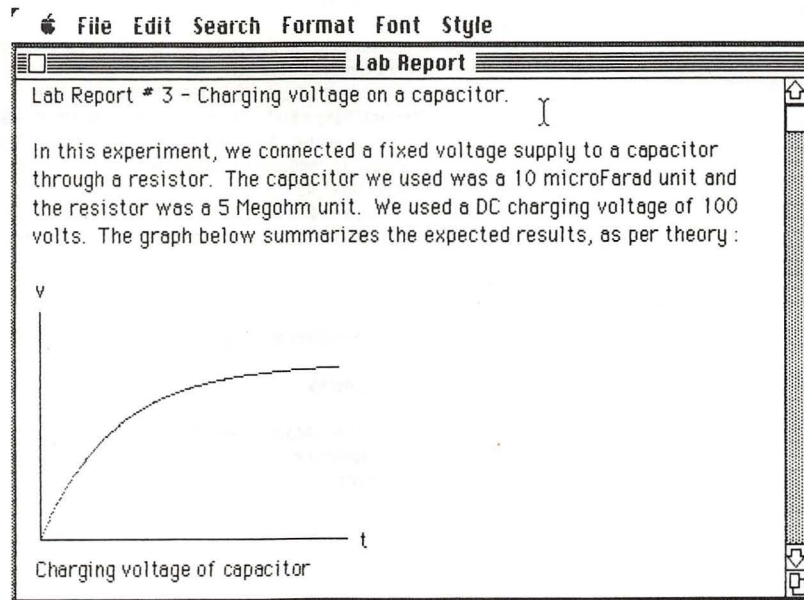 File Edit Search Format Font Style
Lab Report
Lab Report # 3 - Charging voltage on a capacitor.
In this experiment, we connected a fixed voltage supply to a capacitor
through a resistor. The capacitor we used was a 10 microFarad unit and
the resistor was a 5 Megohm unit. We used a DC charging voltage of 100
volts. The graph below summarizes the expected results, as per theory :
v
t
Charging voltage of capacitor